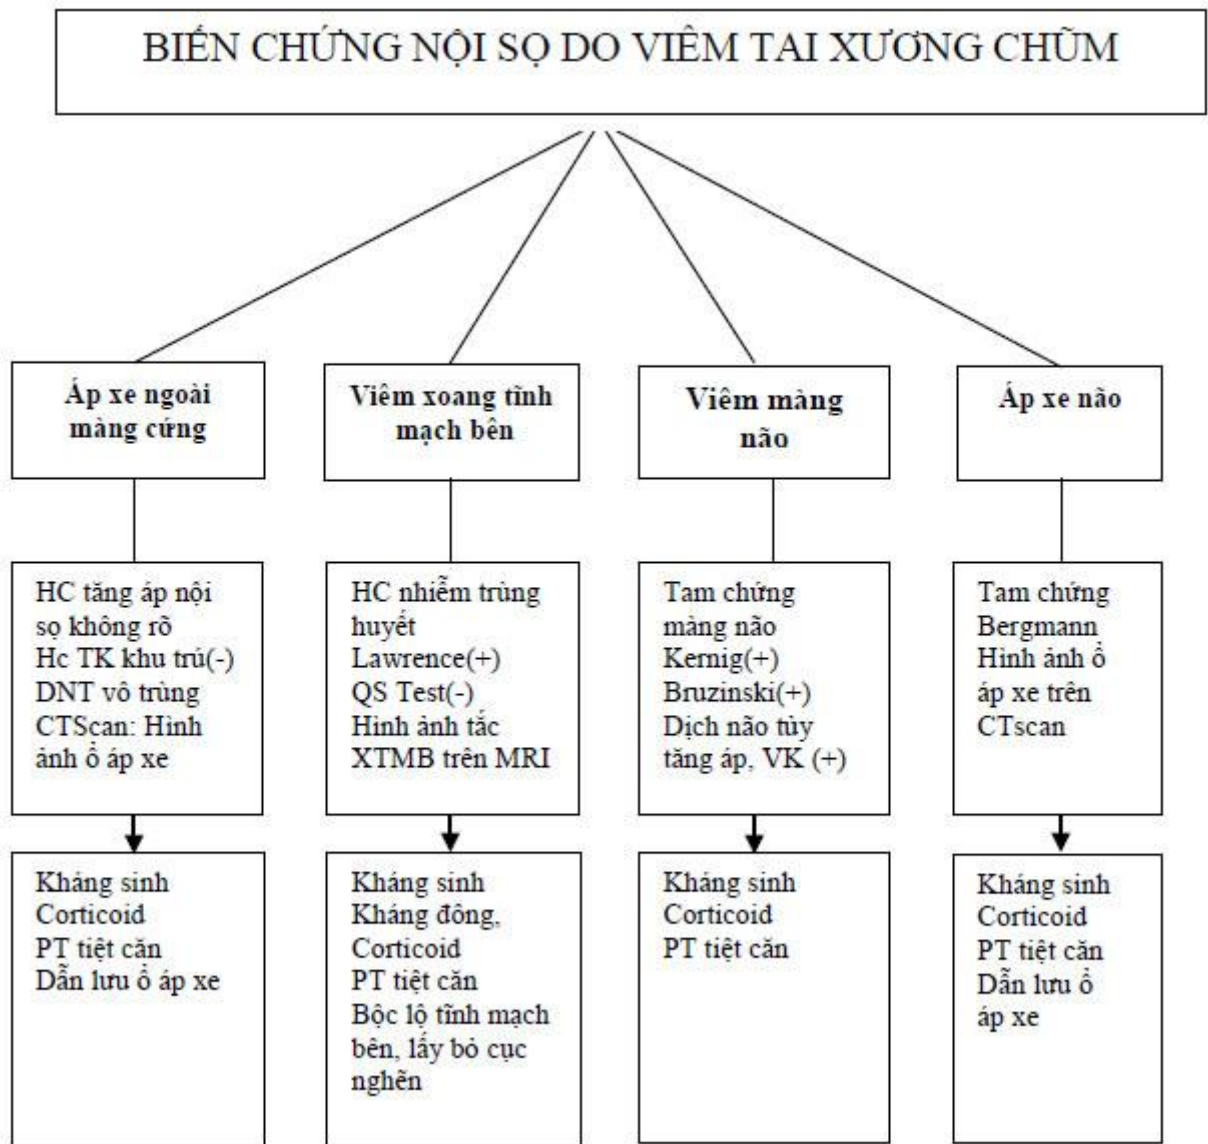 BIẾN CHỨNG NỘI SỌ DO VIÊM TAI XƯƠNG CHŨM
Áp xe ngoài
màng cứng
Viêm xoang tĩnh
mạch bên
Viêm màng
não
Áp xe não
HC tăng áp nội
sọ không rõ
Hc TK khu trú(-)
DNT vô trùng
CTScan: Hình
ảnh ổ áp xe
HC nhiễm trùng
huyết
Lawrence(+)
QS Test(-)
Hình ảnh tắc
XTMB trên MRI
Tam chứng
màng não
Kernig(+)
Bruzinski(+)
Dịch não tủy
tăng áp, VK (+)
Tam chứng
Bergmann
Hình ảnh ổ
áp xe trên
CTscan
Kháng sinh
Corticoid
PT tiệt căn
Dẫn lưu ổ áp xe
Kháng sinh
Kháng đông,
Corticoid
PT tiệt căn
Bộc lộ tĩnh mạch
bên, lấy bỏ cục
nghẽn
Kháng sinh
Corticoid
PT tiệt căn
Kháng sinh
Corticoid
PT tiệt căn
Dẫn lưu ổ
áp xe